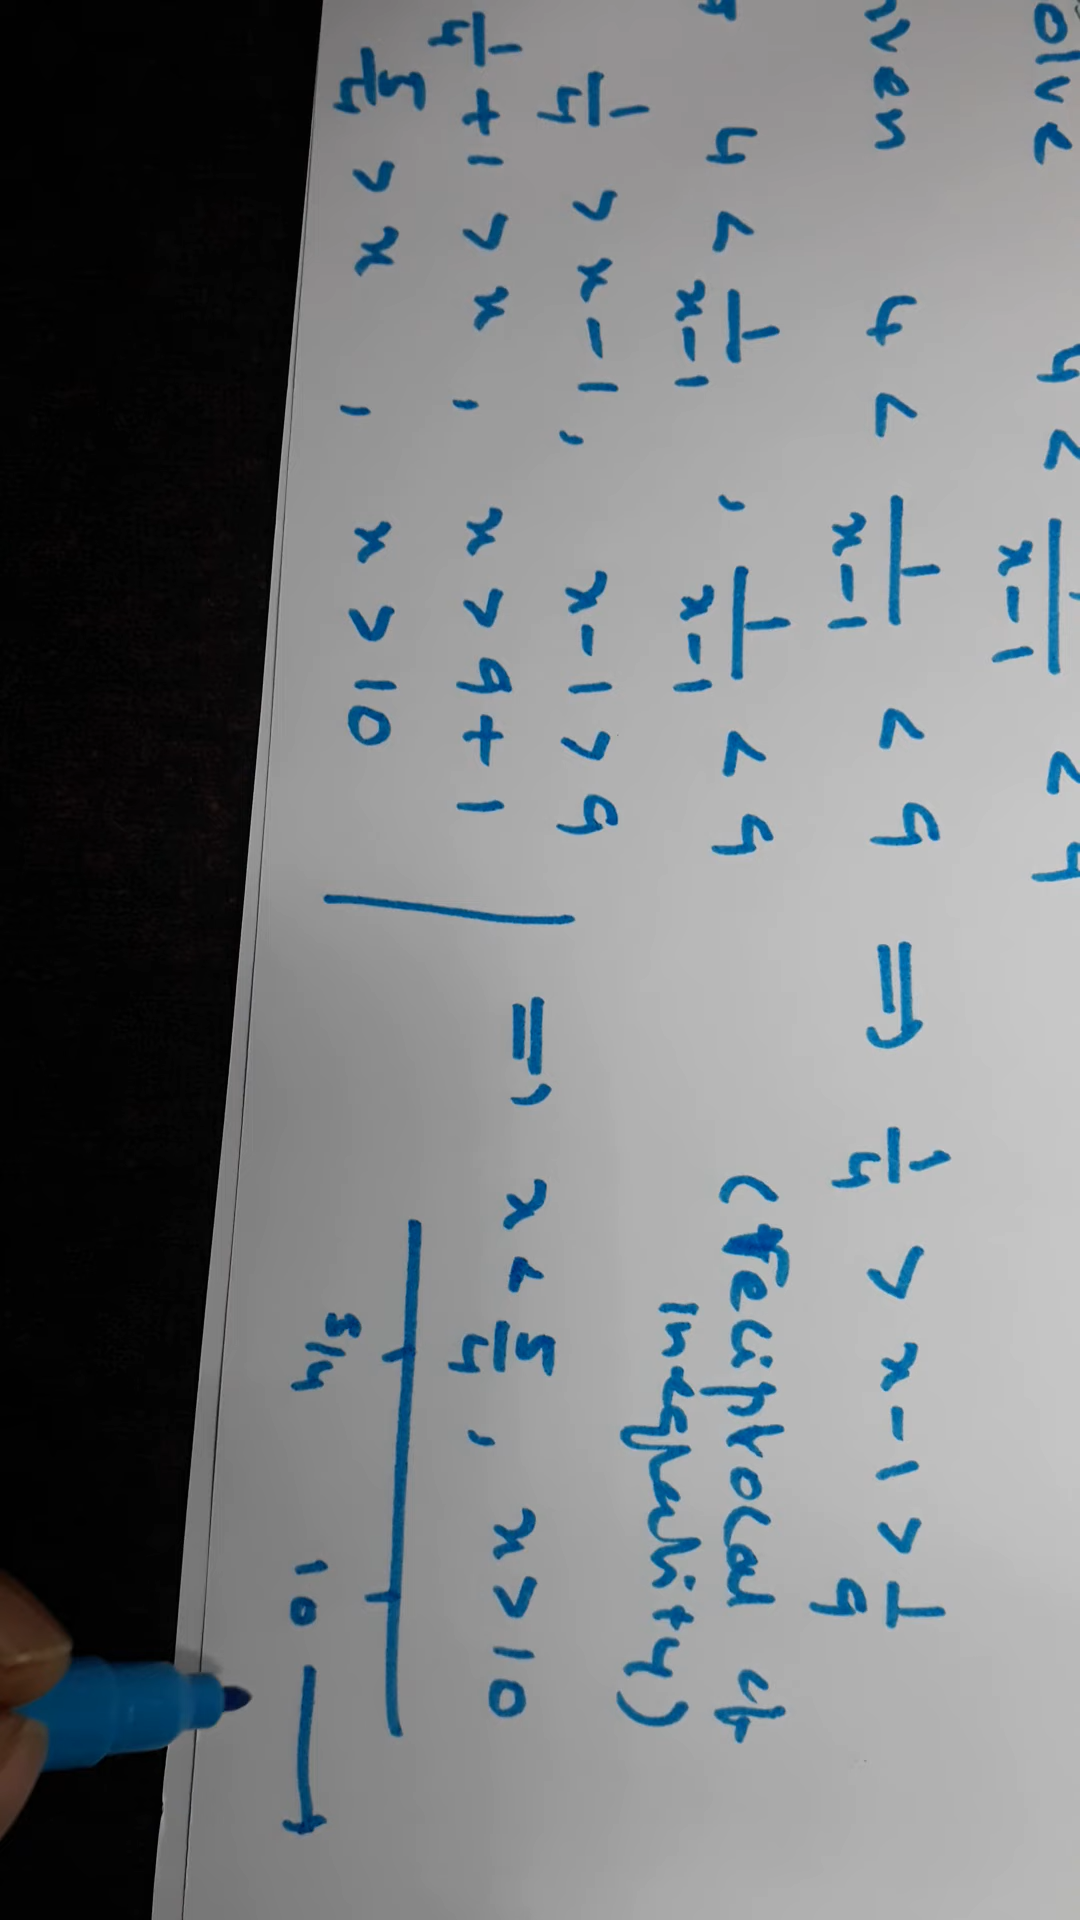 olve 4 < 1/x-1 < 9
ven 4 < 1/x-1 < 9 ⇒ 1/4 > x-1 > 1/9
4 < 1/x-1 , 1/x-1 < 9 (reciprocal of
inequality)
1/4 > x-1, x-1 > 9
1/4 + 1 > x , x > 9+1 ⇒ x < 5/4 , x > 10
5/4 > x , x > 10
5/4 10 →